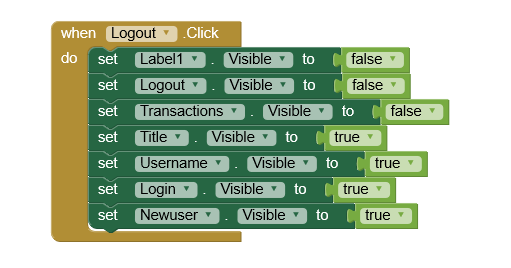 when Logout .Click
do set Label1 . Visible to false
set Logout . Visible to false
set Transactions . Visible to false
set Title . Visible to true
set Username . Visible to true
set Login . Visible to true
set Newuser . Visible to true